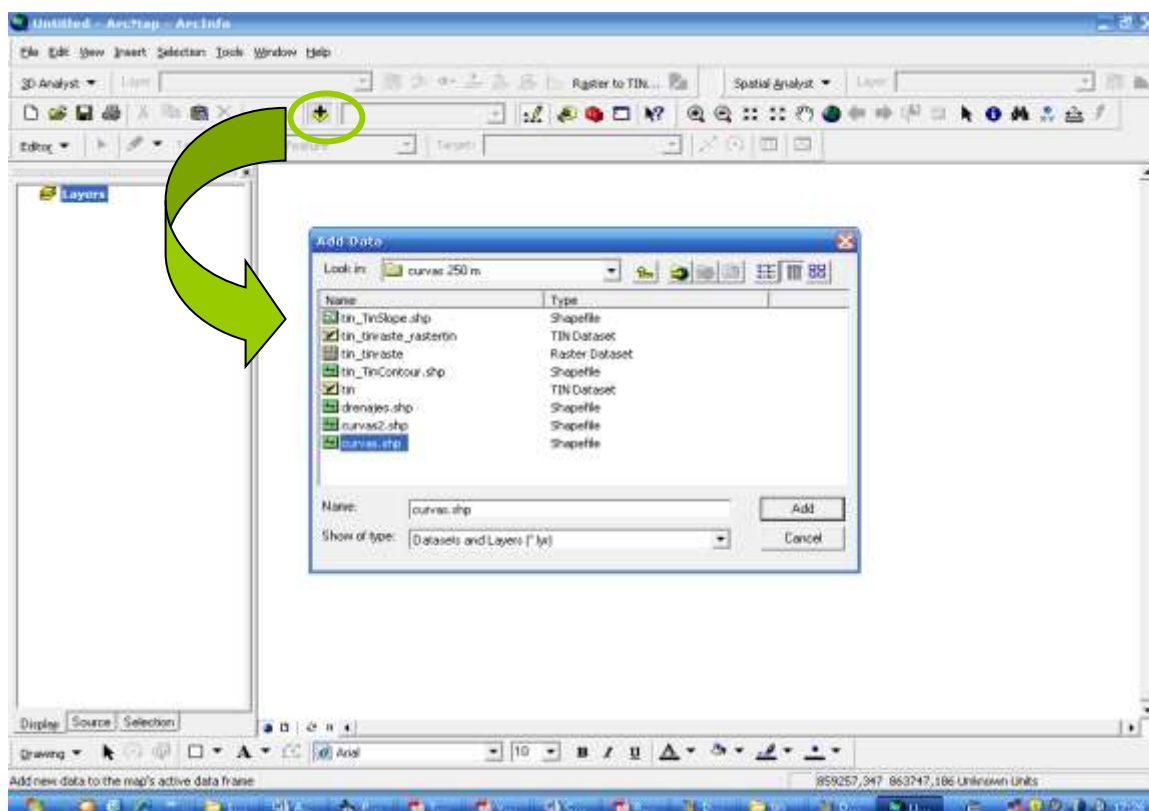 Untitled - ArcMap - ArcInfo
File Edit View Insert Selection Tools Window Help
3D Analyst Layer Raster to TIN... Spatial Analyst Layer
Editor Target:
Layers
Add Data
Look in: curvas 250 m
Name Type
tin_TinSlope.shp Shapefile
tin_tinraste_rastertin TIN Dataset
tin_tinraste Raster Dataset
tin_TinContour.shp Shapefile
tin TIN Dataset
drenajes.shp Shapefile
curvas2.shp Shapefile
curvas.shp Shapefile
Name: curvas.shp Add
Show of type: Datasets and Layers (*.lyr) Cancel
Display Source Selection
Drawing A Arial 10 B I U A
Add new data to the map's active data frame 859257,347 863747,186 Unknown Units